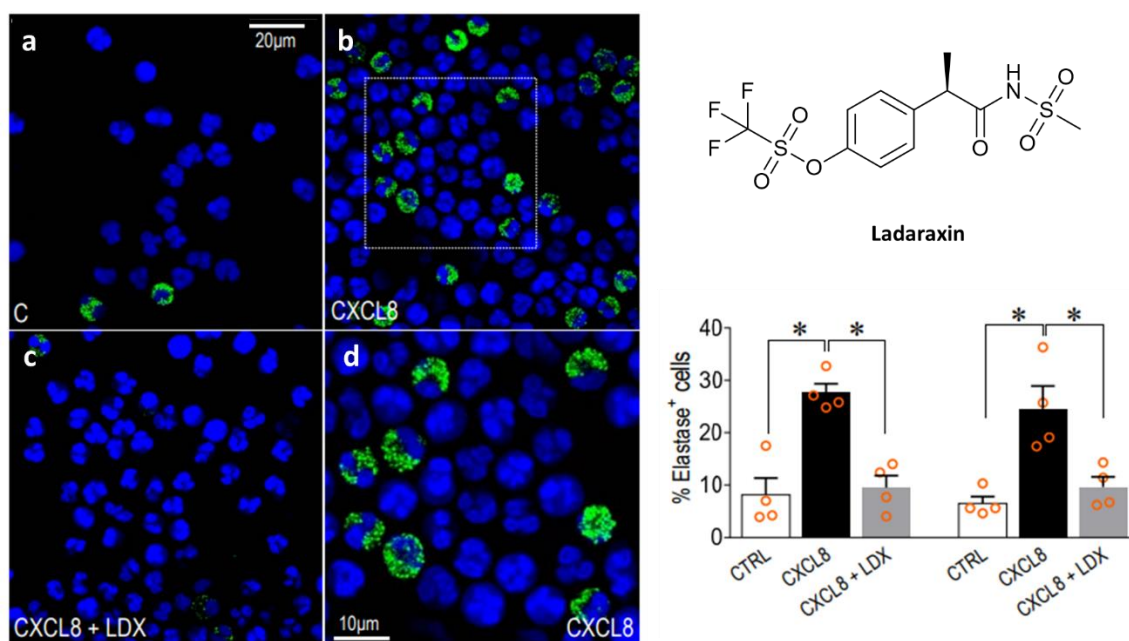 a
20μm
C
b
CXCL8
c
CXCL8 + LDX
d
10μm
CXCL8
F
F
F
O
S
O
O
O
H
N
O
S
O
Ladaraxin
% Elastase+ cells
40
30
20
10
0
* * * *
CTRL
CXCL8
CXCL8 + LDX
CTRL
CXCL8
CXCL8 + LDX